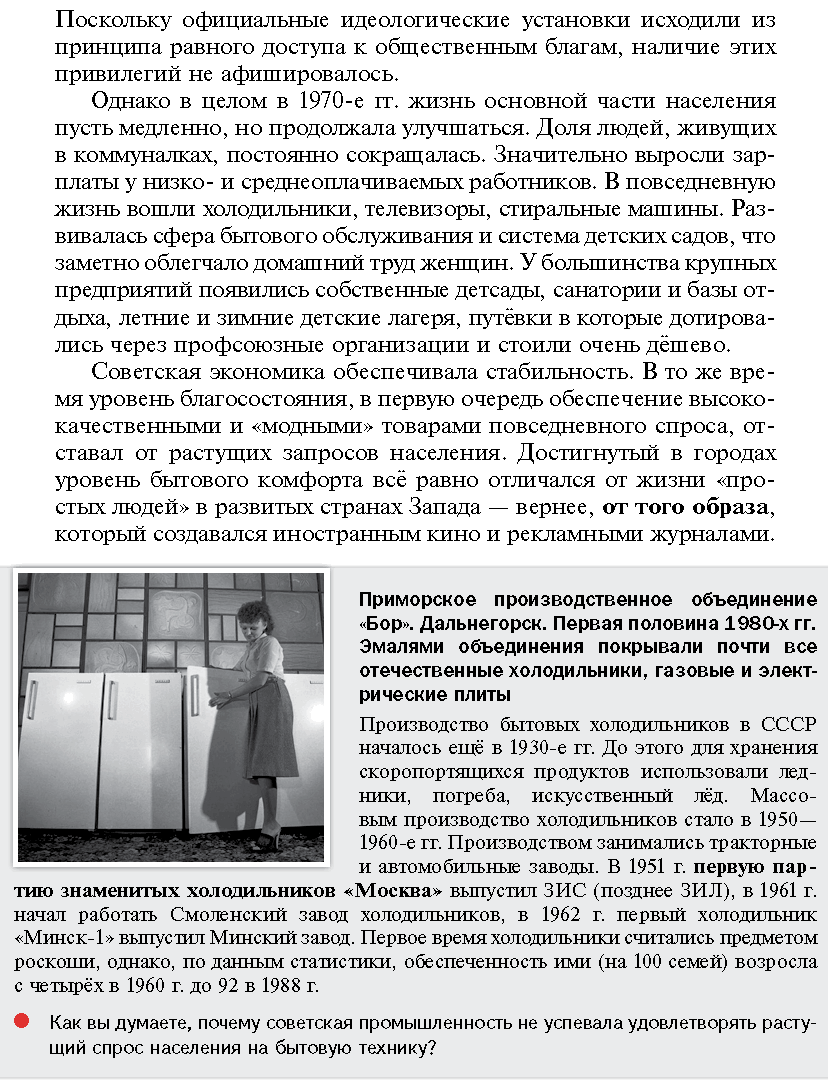 Поскольку официальные идеологические установки исходили из
принципа равного доступа к общественным благам, наличие этих
привилегий не афишировалось.
Однако в целом в 1970-е гг. жизнь основной части населения
пусть медленно, но продолжала улучшаться. Доля людей, живущих
в коммуналках, постоянно сокращалась. Значительно выросли зар-
платы у низко- и среднеоплачиваемых работников. В повседневную
жизнь вошли холодильники, телевизоры, стиральные машины. Раз-
вивалась сфера бытового обслуживания и система детских садов, что
заметно облегчало домашний труд женщин. У большинства крупных
предприятий появились собственные детсады, санатории и базы от-
дыха, летние и зимние детские лагеря, путёвки в которые дотирова-
лись через профсоюзные организации и стоили очень дёшево.
Советская экономика обеспечивала стабильность. В то же вре-
мя уровень благосостояния, в первую очередь обеспечение высоко-
качественными и «модными» товарами повседневного спроса, от-
ставал от растущих запросов населения. Достигнутый в городах
уровень бытового комфорта всё равно отличался от жизни «про-
стых людей» в развитых странах Запада — вернее, от того образа,
который создавался иностранным кино и рекламными журналами.
Приморское производственное объединение
«Бор». Дальнегорск. Первая половина 1980-х гг.
Эмалями объединения покрывали почти все
отечественные холодильники, газовые и элект-
рические плиты
Производство бытовых холодильников в СССР
началось ещё в 1930-е гг. До этого для хранения
скоропортящихся продуктов использовали лед-
ники, погреба, искусственный лёд. Массо-
вым производство холодильников стало в 1950—
1960-е гг. Производством занимались тракторные
и автомобильные заводы. В 1951 г. первую пар-
тию знаменитых холодильников «Москва» выпустил ЗИС (позднее ЗИЛ), в 1961 г.
начал работать Смоленский завод холодильников, в 1962 г. первый холодильник
«Минск-1» выпустил Минский завод. Первое время холодильники считались предметом
роскоши, однако, по данным статистики, обеспеченность ими (на 100 семей) возросла
с четырёх в 1960 г. до 92 в 1988 г.
Как вы думаете, почему советская промышленность не успевала удовлетворять расту-
щий спрос населения на бытовую технику?